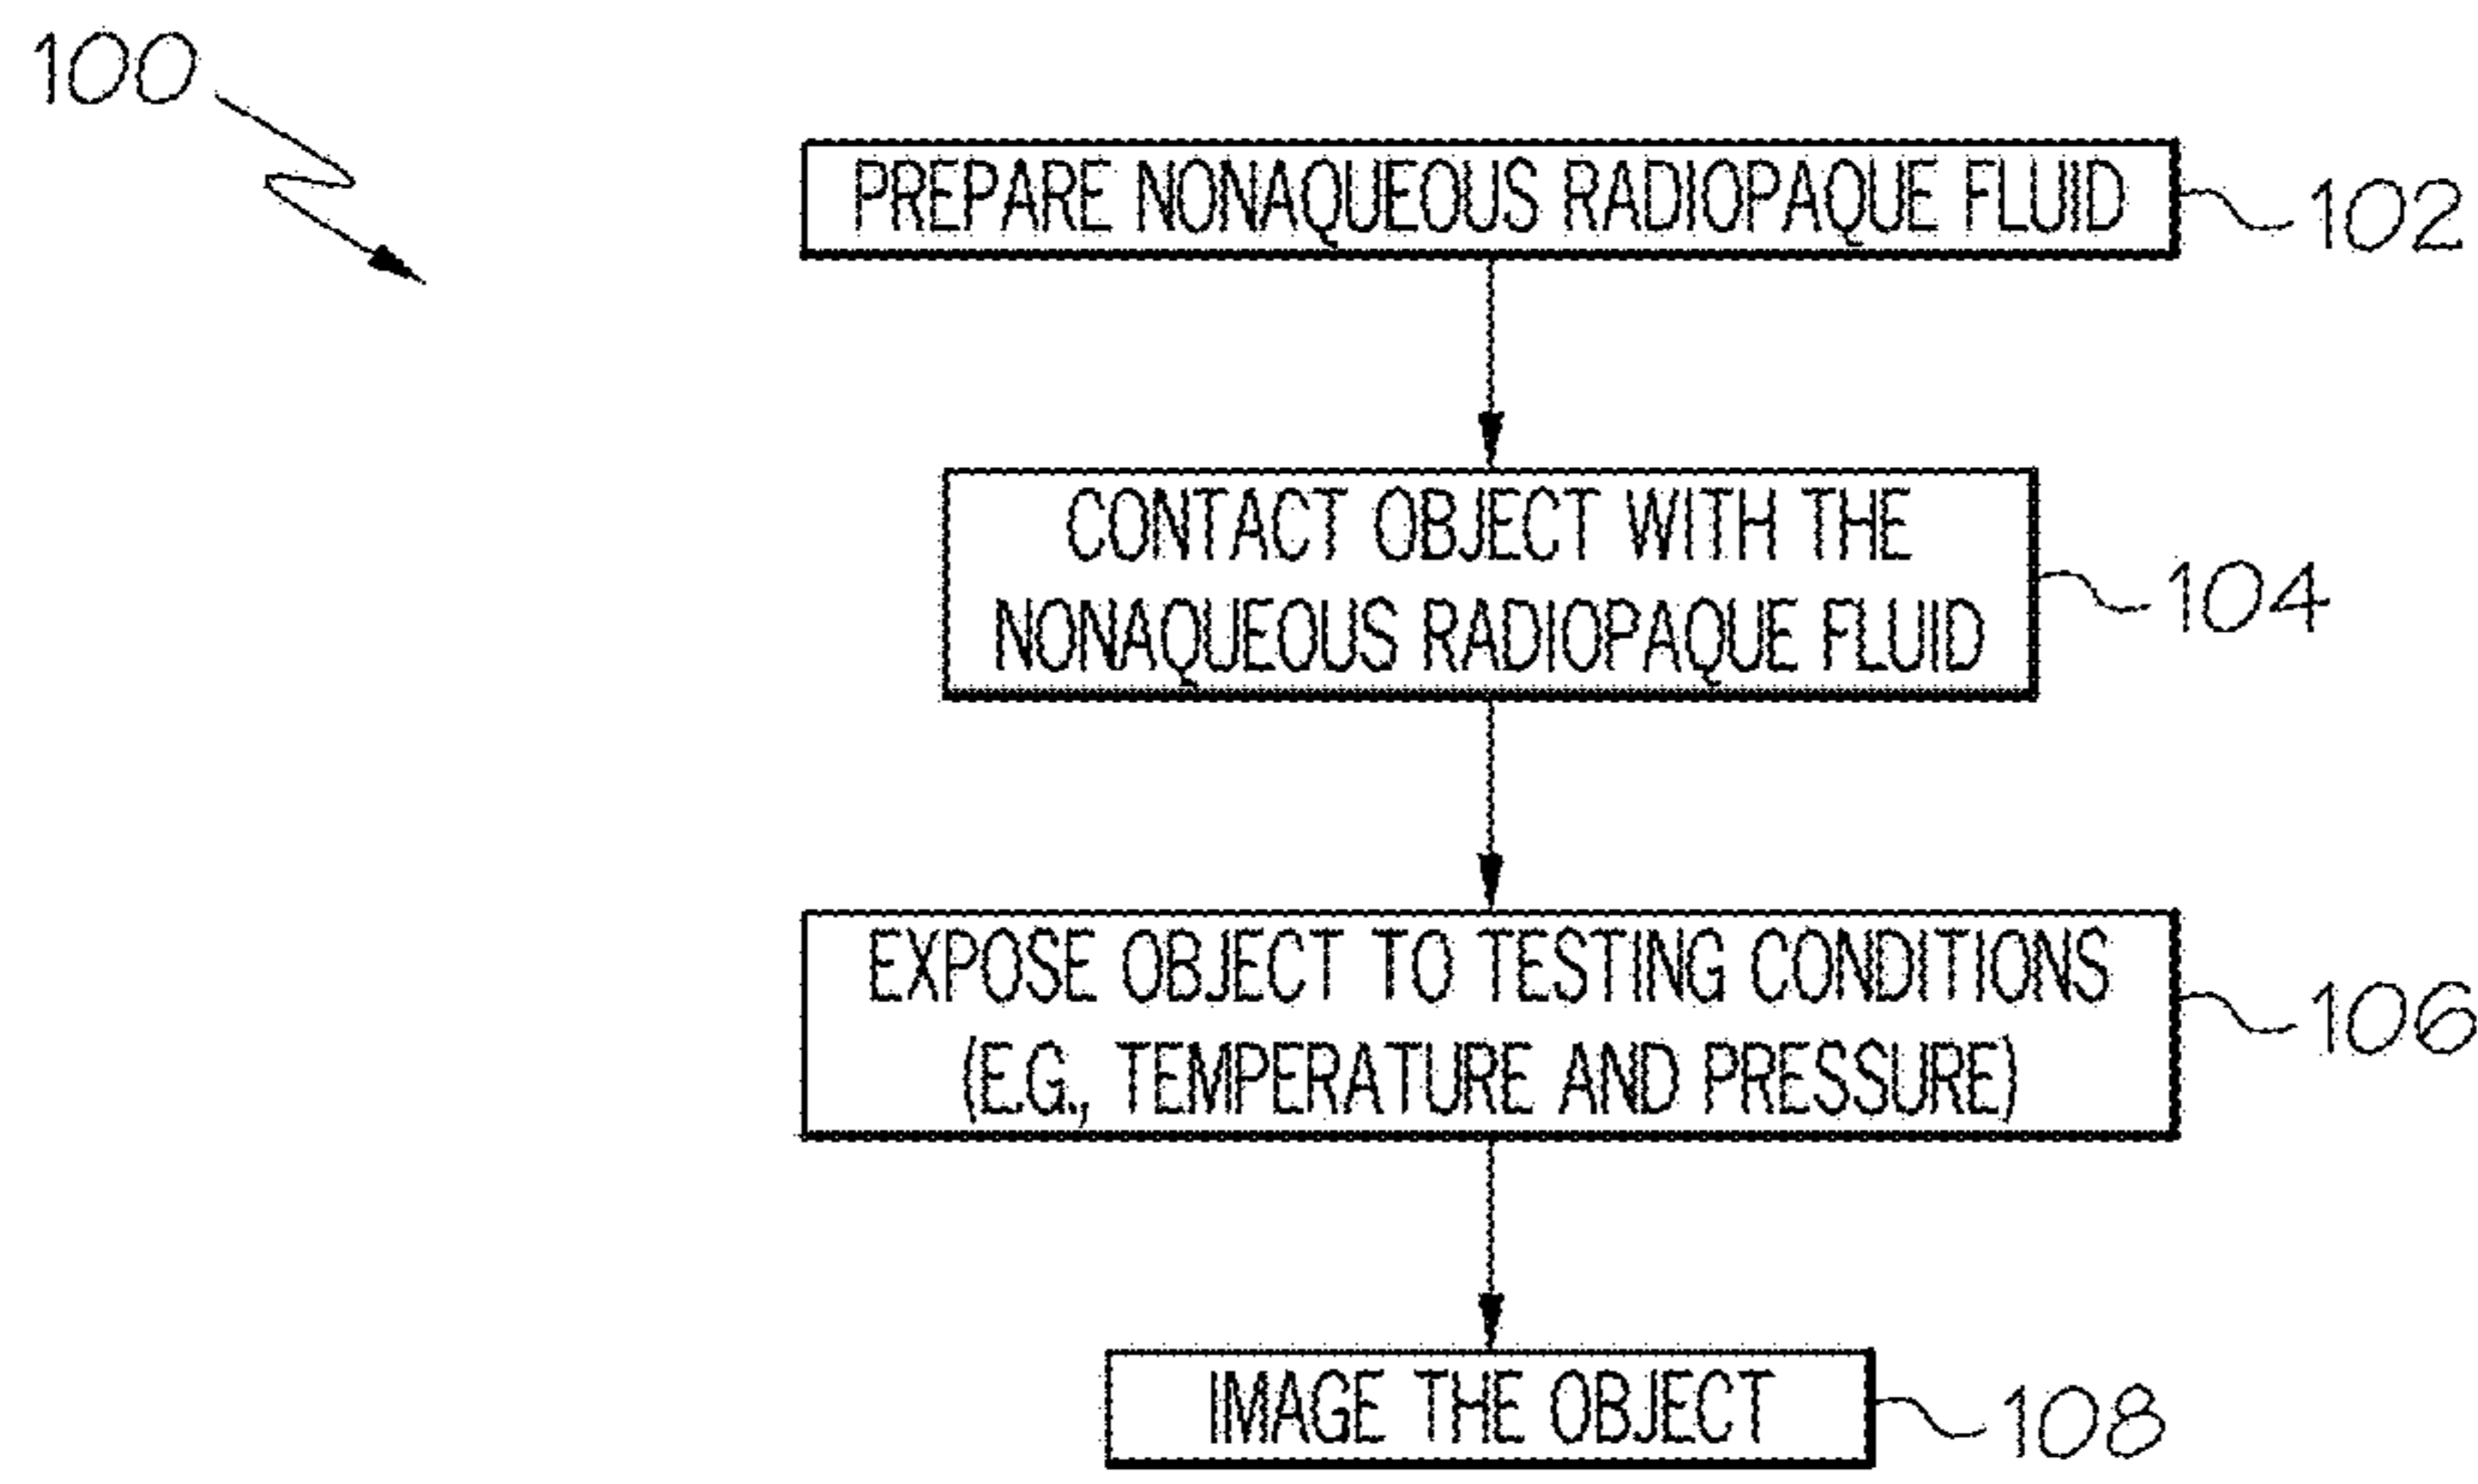 100
PREPARE NONAQUEOUS RADIOPAQUE FLUID
102
CONTACT OBJECT WITH THE
NONAQUEOUS RADIOPAQUE FLUID
104
EXPOSE OBJECT TO TESTING CONDITIONS
(E.G., TEMPERATURE AND PRESSURE)
106
IMAGE THE OBJECT
108